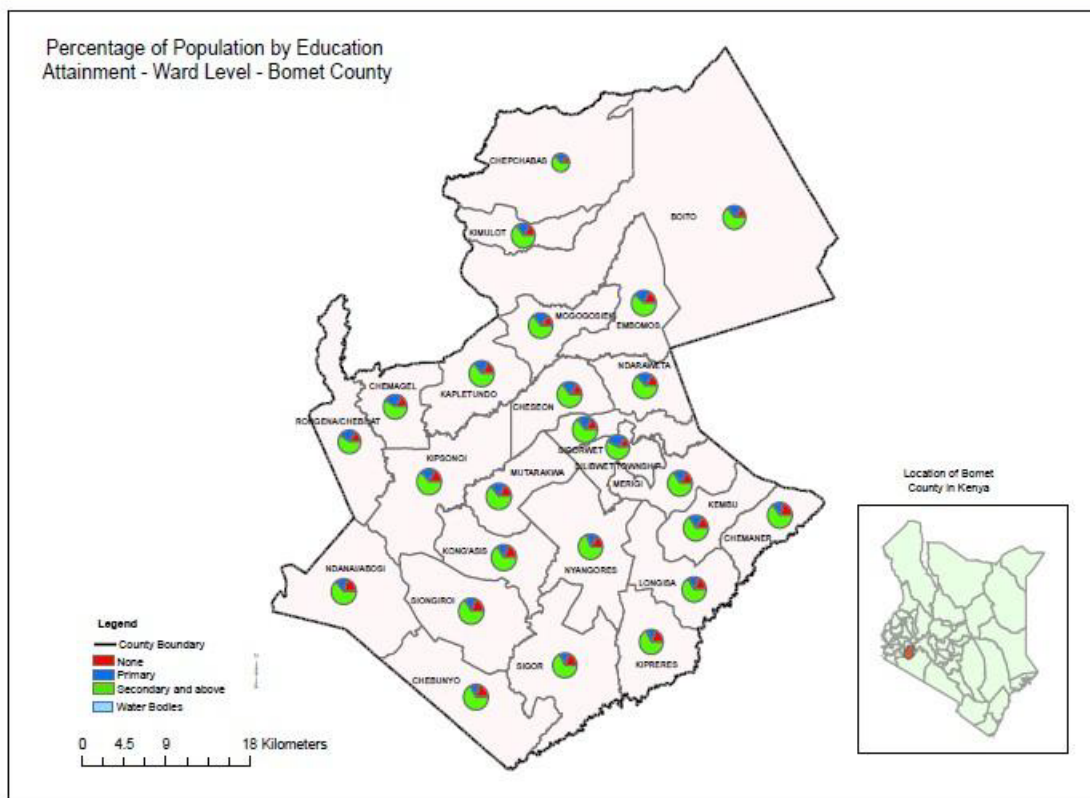 Percentage of Population by Education
Attainment - Ward Level - Bomet County
CHEPCHABAS
BOITO
KIMULOT
MOGOGOSIEK
EMBOMOS
NDARAWETA
CHEMAGEL
KAPLETUNDO
CHESEON
RONGENA/CHEBILAT
SIGORWET
SILIBWET TOWNSHIP
KIPSONOI
MUTARAKWA
MERIGI
KEMBU
CHEMANER
KONG'ASIS
NYANGORES
LONGISA
NDANAI/ABOSI
SIONGIROI
KIPRERES
SIGOR
CHEBUNYO
Legend
County Boundary
None
Primary
Secondary and above
Water Bodies
0 4.5 9 18 Kilometers
Location of Bomet
County in Kenya